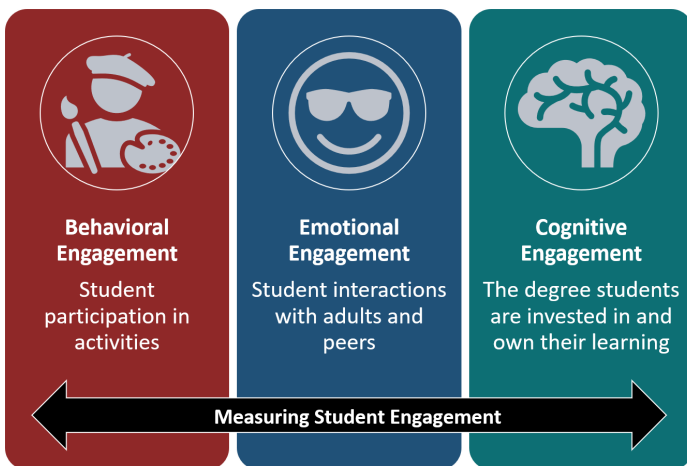 Behavioral
Engagement
Student
participation in
activities
Emotional
Engagement
Student interactions
with adults and
peers
Cognitive
Engagement
The degree students
are invested in and
own their learning
Measuring Student Engagement